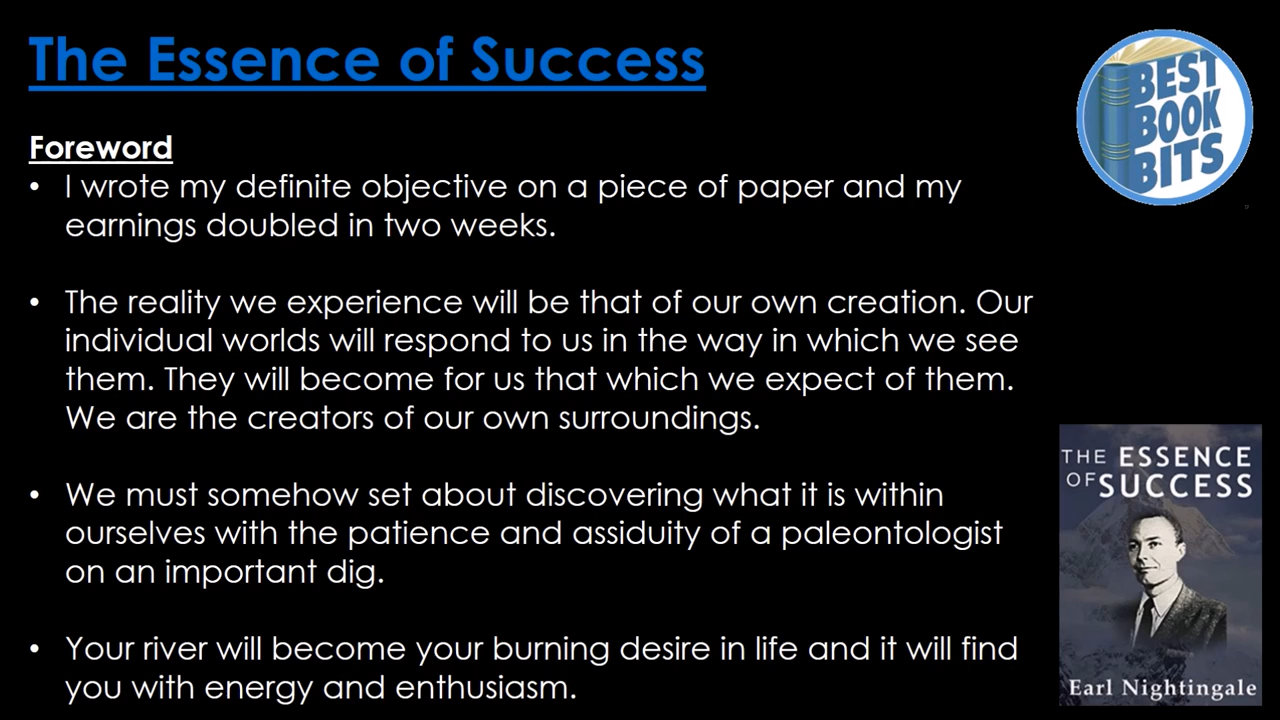 The Essence of Success
BEST
BOOK
BITS
Foreword
• I wrote my definite objective on a piece of paper and my
earnings doubled in two weeks.
• The reality we experience will be that of our own creation. Our
individual worlds will respond to us in the way in which we see
them. They will become for us that which we expect of them.
We are the creators of our own surroundings.
• We must somehow set about discovering what it is within
ourselves with the patience and assiduity of a paleontologist
on an important dig.
• Your river will become your burning desire in life and it will find
you with energy and enthusiasm.
THE ESSENCE
OF SUCCESS
Earl Nightingale